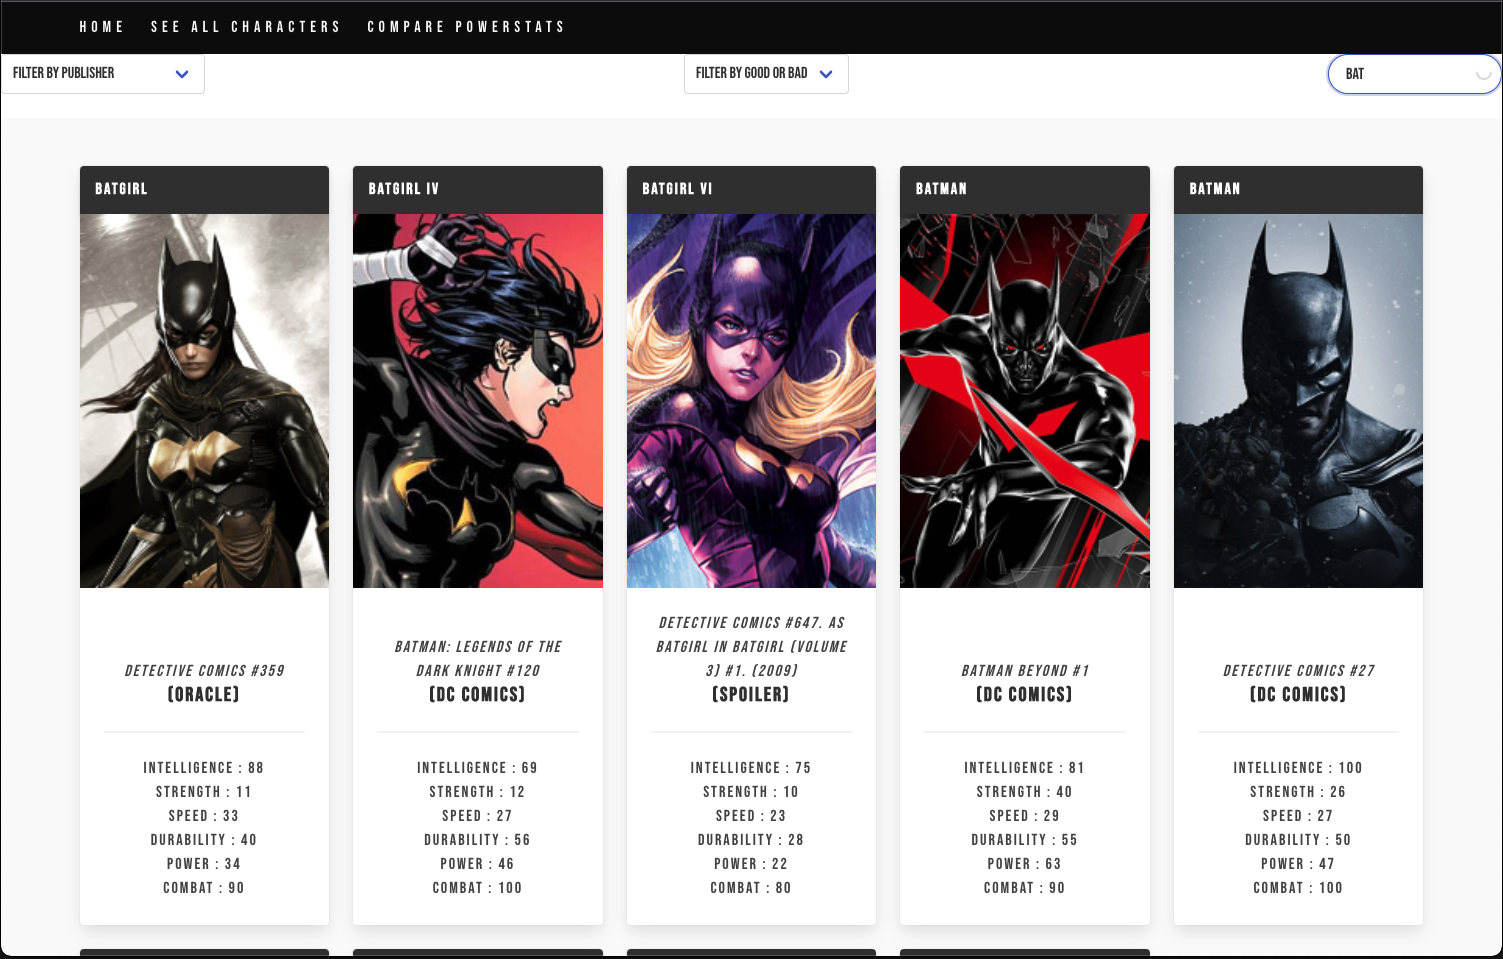 HOME SEE ALL CHARACTERS COMPARE POWERSTATS
FILTER BY PUBLISHER
FILTER BY GOOD OR BAD
BAT
BATGIRL
DETECTIVE COMICS #359
(ORACLE)
INTELLIGENCE : 88
STRENGTH : 11
SPEED : 33
DURABILITY : 40
POWER : 34
COMBAT : 90
BATGIRL IV
BATMAN: LEGENDS OF THE
DARK KNIGHT #120
(DC COMICS)
INTELLIGENCE : 69
STRENGTH : 12
SPEED : 27
DURABILITY : 56
POWER : 46
COMBAT : 100
BATGIRL VI
DETECTIVE COMICS #647. AS
BATGIRL IN BATGIRL (VOLUME
3) #1. (2009)
(SPOILER)
INTELLIGENCE : 75
STRENGTH : 10
SPEED : 23
DURABILITY : 28
POWER : 22
COMBAT : 80
BATMAN
BATMAN BEYOND #1
(DC COMICS)
INTELLIGENCE : 81
STRENGTH : 40
SPEED : 29
DURABILITY : 55
POWER : 63
COMBAT : 90
BATMAN
DETECTIVE COMICS #27
(DC COMICS)
INTELLIGENCE : 100
STRENGTH : 26
SPEED : 27
DURABILITY : 50
POWER : 47
COMBAT : 100